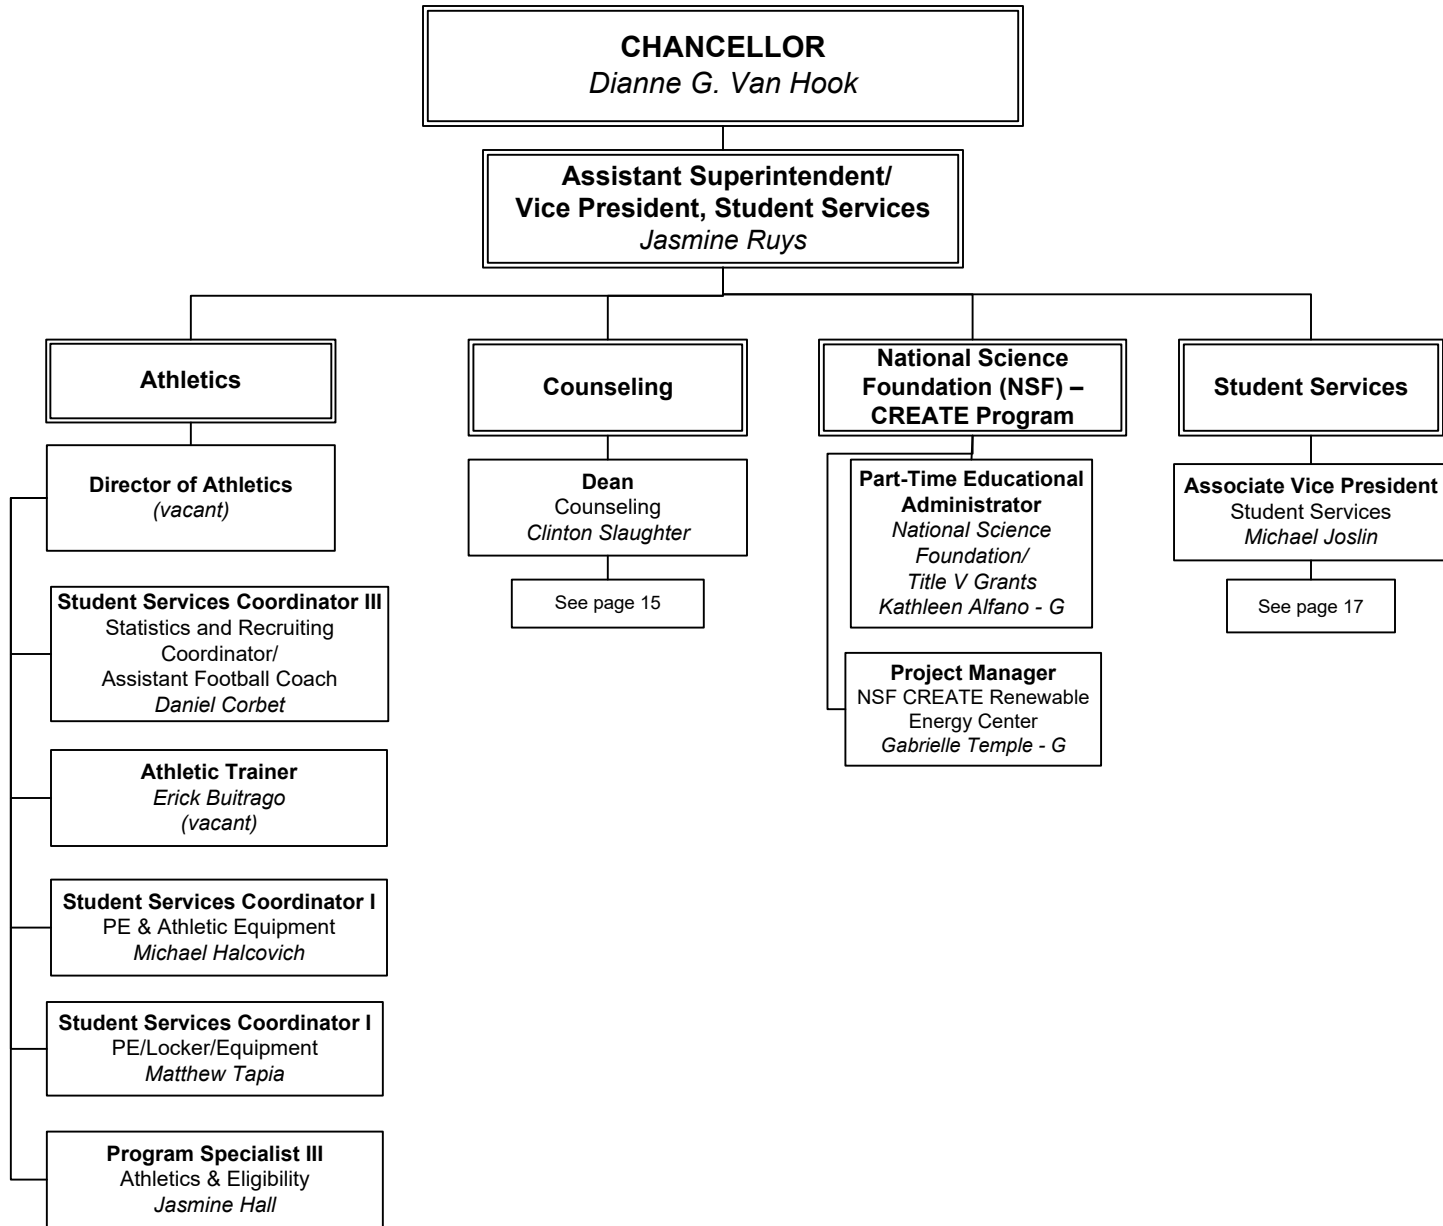 CHANCELLOR
Dianne G. Van Hook
Assistant Superintendent/
Vice President, Student Services
Jasmine Ruys
Athletics
Director of Athletics
(vacant)
Student Services Coordinator III
Statistics and Recruiting
Coordinator/
Assistant Football Coach
Daniel Corbet
Athletic Trainer
Erick Buitrago
(vacant)
Student Services Coordinator I
PE & Athletic Equipment
Michael Halcovich
Student Services Coordinator I
PE/Locker/Equipment
Matthew Tapia
Program Specialist III
Athletics & Eligibility
Jasmine Hall
Counseling
Dean
Counseling
Clinton Slaughter
See page 15
National Science
Foundation (NSF) –
CREATE Program
Part-Time Educational
Administrator
National Science
Foundation/
Title V Grants
Kathleen Alfano - G
Project Manager
NSF CREATE Renewable
Energy Center
Gabrielle Temple - G
Student Services
Associate Vice President
Student Services
Michael Joslin
See page 17